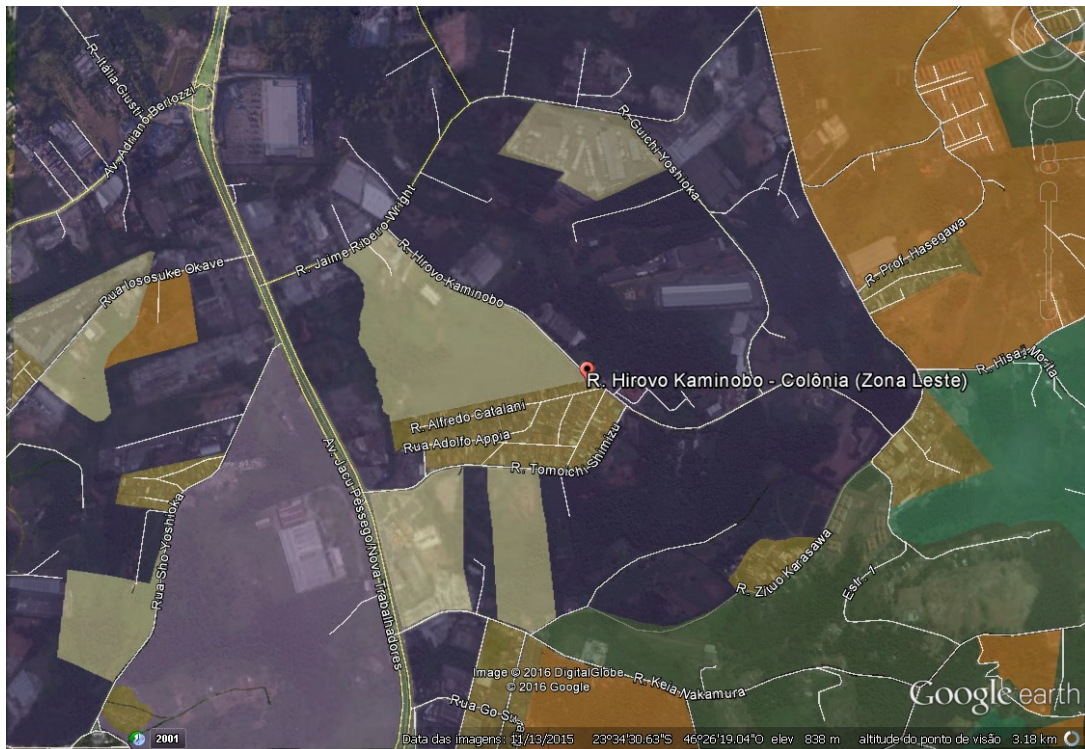 R. Itália Giusti
Av. Adriano Bertozzi
R. Guichi Yoshioka
R. Jaime Ribeiro Wright
R. Prof. Hasegawa
R. Hirovo Kaminobo
Rua Iososuke Okave
R. Hisaji Morita
R. Hirovo Kaminobo - Colônia (Zona Leste)
R. Alfredo Catalani
Rua Adolfo Appia
R. Tomoichi Shimizu
Av. Jacu-Pêssego/Nova Trabalhadores
Rua Sho Yoshioka
R. Zituo Karasawa
Estr. 1
Image © 2016 DigitalGlobe
© 2016 Google
R. Keia Nakamura
Google earth
Rua Go Su
2001
Data das imagens: 11/13/2015 23°34'30.63"S 46°26'19.04"O elev 838 m altitude do ponto de visão 3.18 km